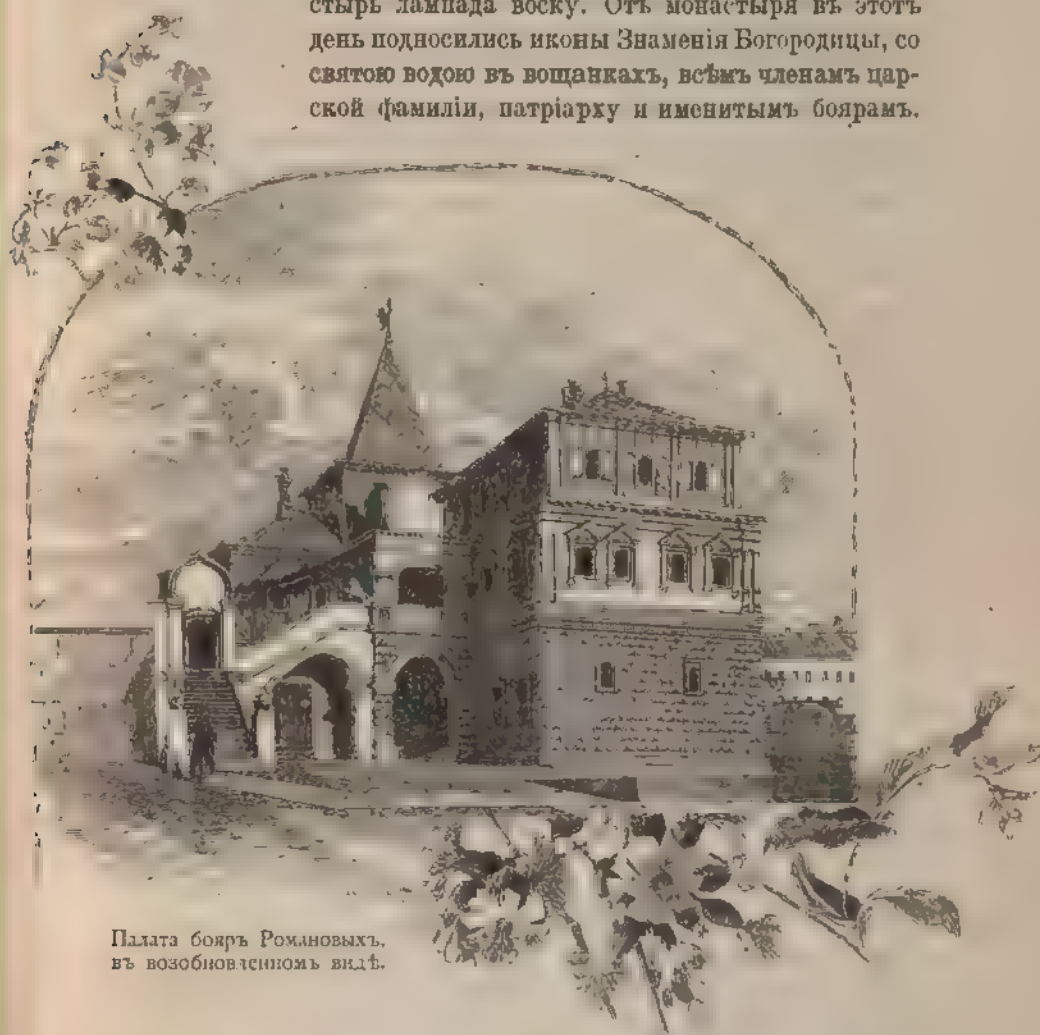 стырь лампада воску. Отъ монастыря въ этотъ
день подносились иконы Знаменія Богородицы, со
святою водою въ вощанкахъ, всѣмъ членамъ цар-
ской фамиліи, патріарху и именитымъ боярамъ.
Палата бояръ Романовыхъ,
въ возобновленномъ видѣ.